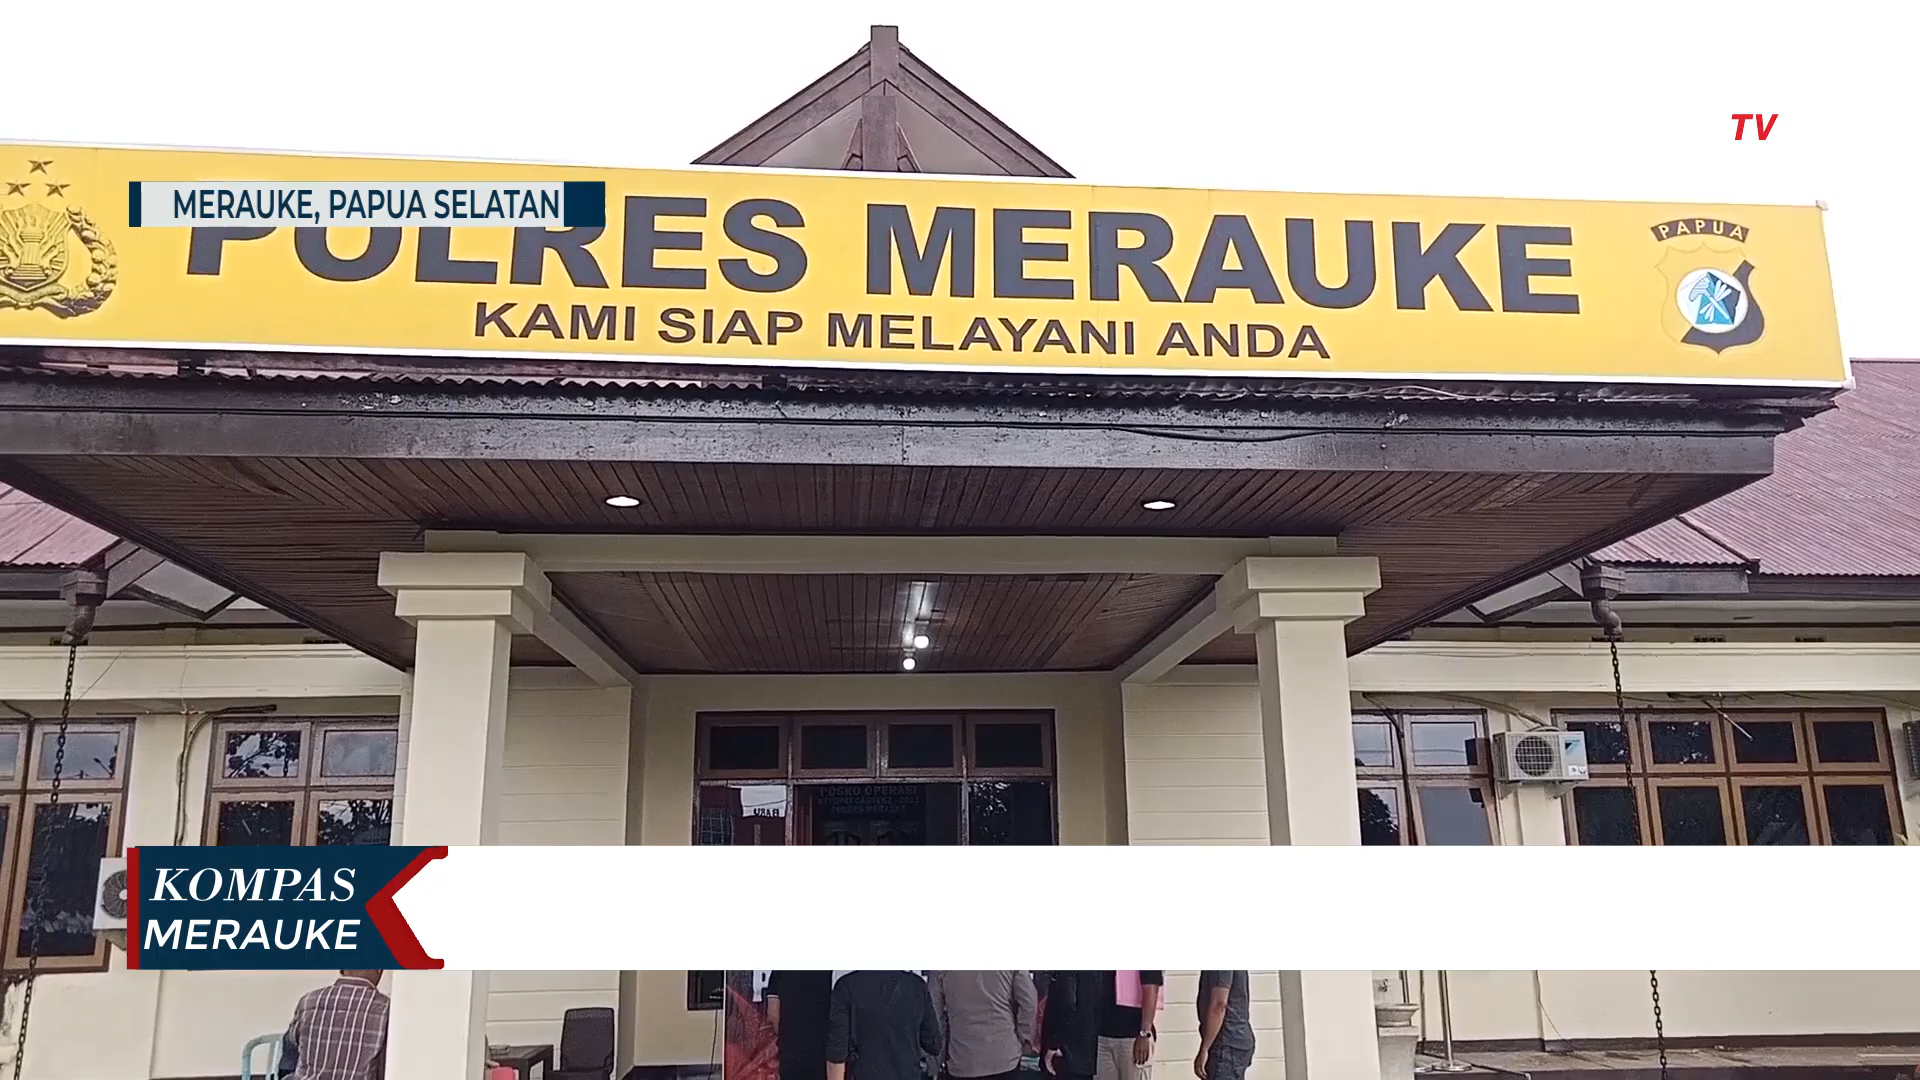 TV
MERAUKE, PAPUA SELATAN
POLRES MERAUKE
KAMI SIAP MELAYANI ANDA
PAPUA
POSKO OPERASI
KOMPAS
MERAUKE